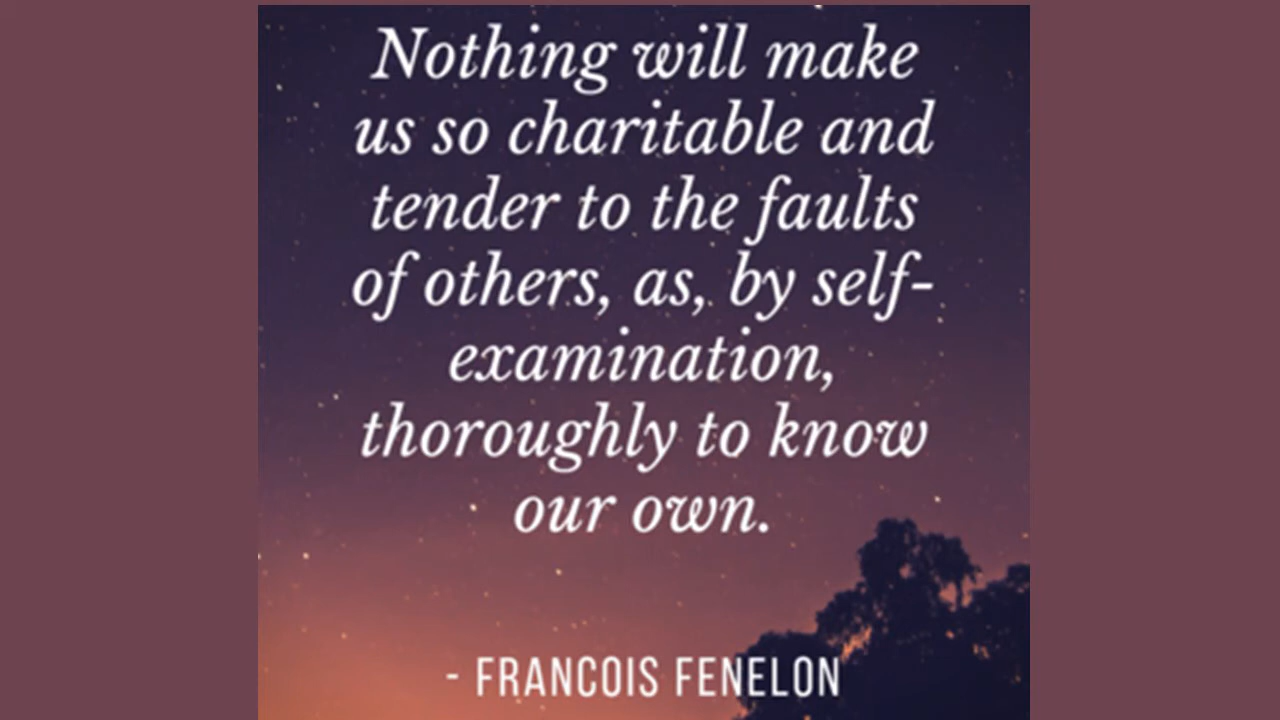 Nothing will make
us so charitable and
tender to the faults
of others, as, by self-
examination,
thoroughly to know
our own.
- FRANCOIS FENELON